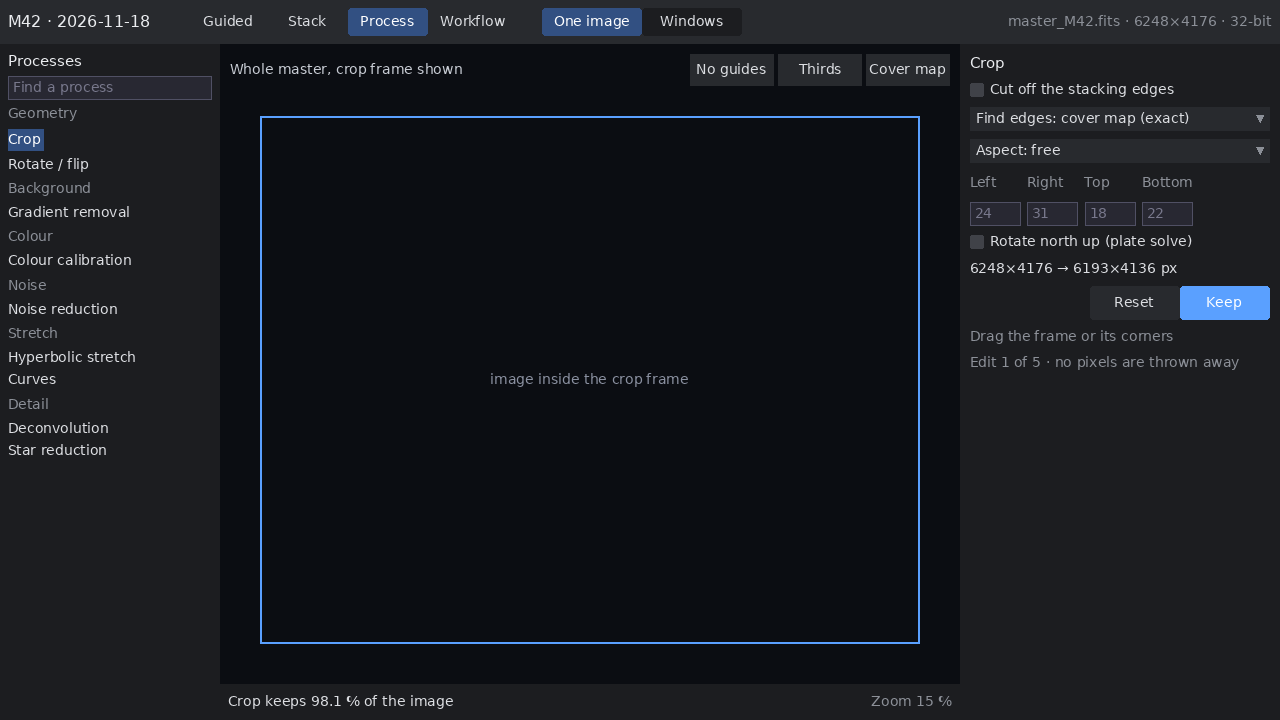 M42 · 2026-11-18 Guided Stack Process Workflow One image Windows master_M42.fits · 6248×4176 · 32-bit
Processes
Find a process
Geometry
Crop
Rotate / flip
Background
Gradient removal
Colour
Colour calibration
Noise
Noise reduction
Stretch
Hyperbolic stretch
Curves
Detail
Deconvolution
Star reduction
Whole master, crop frame shown No guides Thirds Cover map
image inside the crop frame
Crop keeps 98.1 ℅ of the image Zoom 15 ℅
Crop
Cut off the stacking edges
Find edges: cover map (exact)
Aspect: free
Left Right Top Bottom
24 31 18 22
Rotate north up (plate solve)
6248×4176 → 6193×4136 px
Reset Keep
Drag the frame or its corners
Edit 1 of 5 · no pixels are thrown away